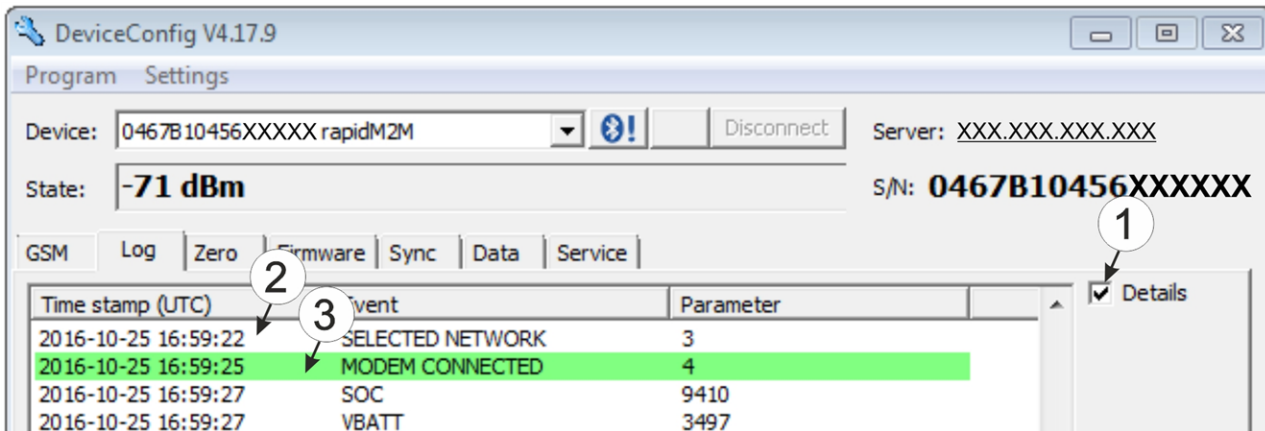 DeviceConfig V4.17.9
Program Settings
Device: 0467B10456XXXXX rapidM2M Disconnect Server: XXX.XXX.XXX.XXX
State: -71 dBm S/N: 0467B10456XXXXXX
1
GSM Log Zero Firmware Sync Data Service
2
3
Time stamp (UTC) Event Parameter Details
2016-10-25 16:59:22 SELECTED NETWORK 3
2016-10-25 16:59:25 MODEM CONNECTED 4
2016-10-25 16:59:27 SOC 9410
2016-10-25 16:59:27 VBATT 3497